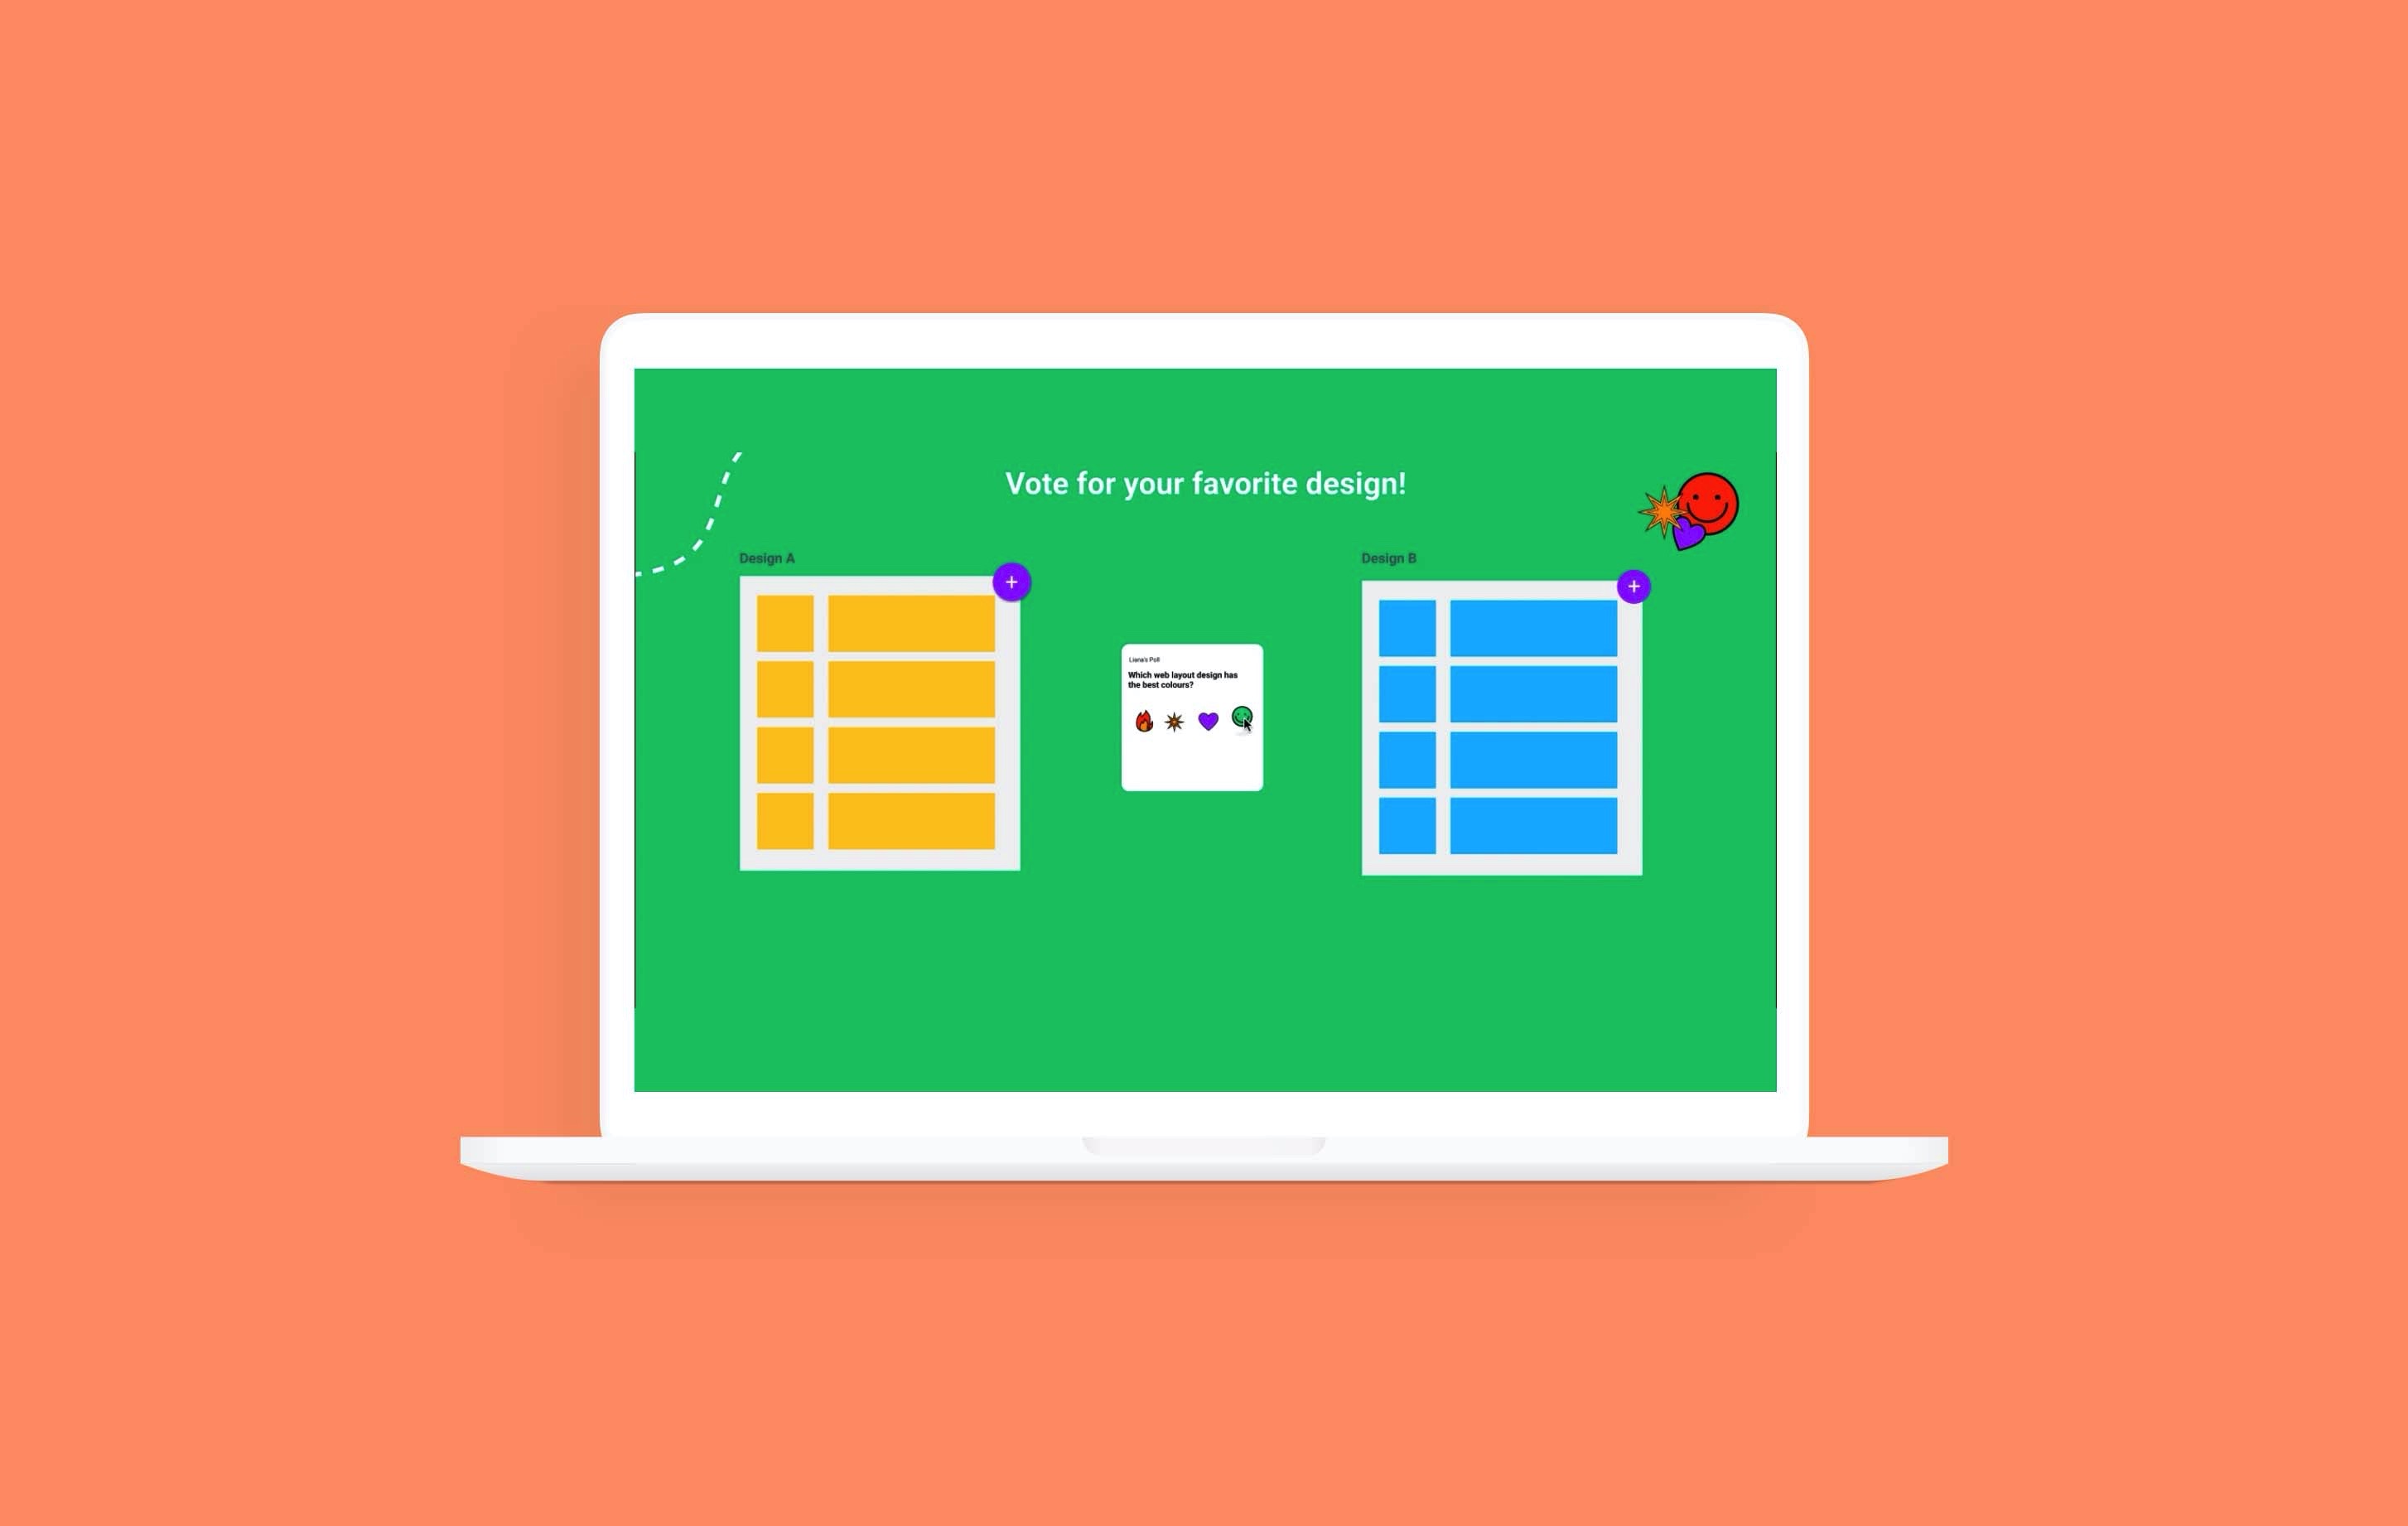 Vote for your favorite design!
Design A
Design B
Liana's Poll
Which web layout design has
the best colours?